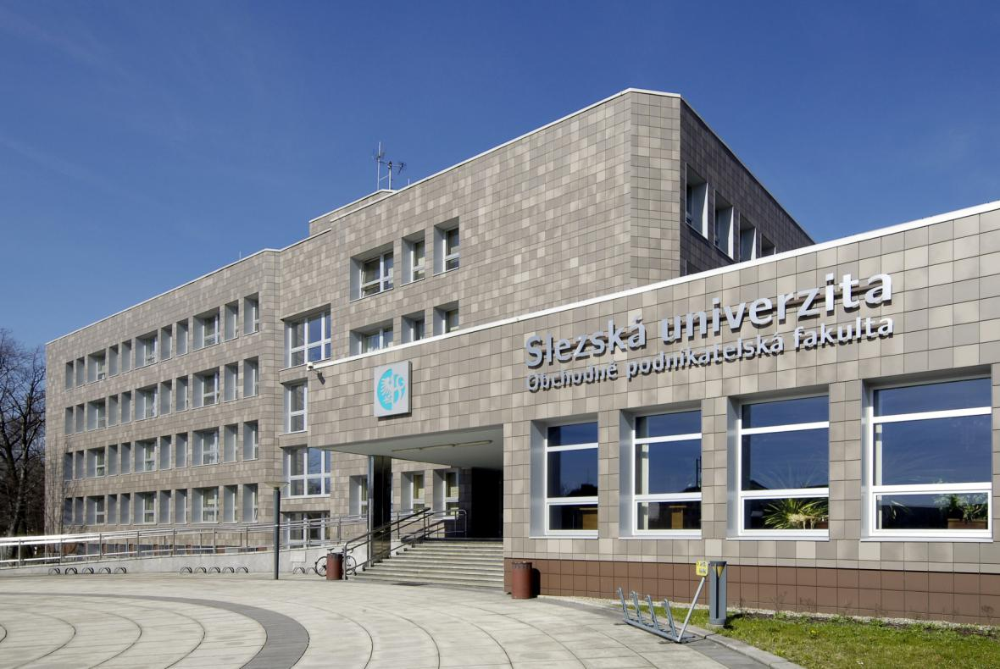 Slezská univerzita
Obchodně podnikatelská fakulta